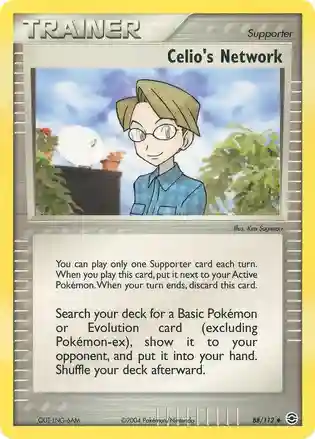 TRAINER
Supporter
Celio's Network
Illus. Ken Sugimori
You can play only one Supporter card each turn.
When you play this card, put it next to your Active
Pokémon. When your turn ends, discard this card.
Search your deck for a Basic Pokémon
or Evolution card (excluding
Pokémon-ex), show it to your
opponent, and put it into your hand.
Shuffle your deck afterward.
©2004 Pokémon/Nintendo
88/112